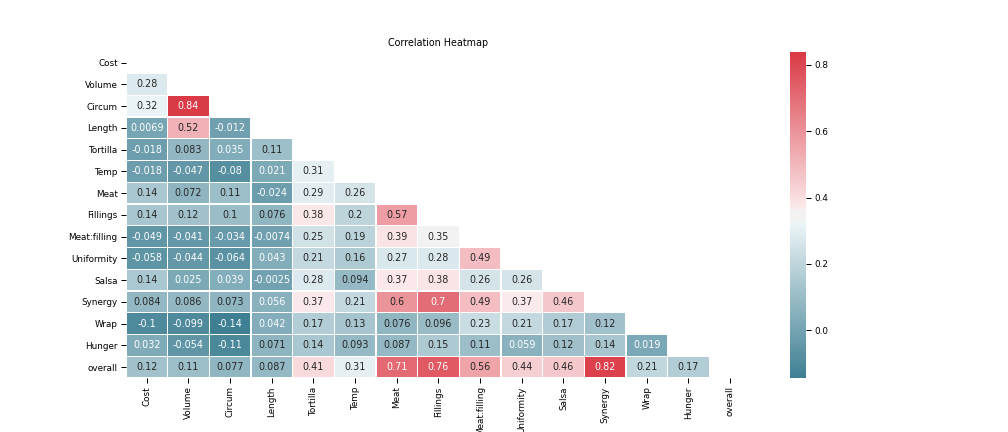 Correlation Heatmap
Cost
Volume 0.28
Circum 0.32 0.84
Length 0.0069 0.52 -0.012
Tortilla -0.018 0.083 0.035 0.11
Temp -0.018 -0.047 -0.08 0.021 0.31
Meat 0.14 0.072 0.11 -0.024 0.29 0.26
Fillings 0.14 0.12 0.1 0.076 0.38 0.2 0.57
Meat:filling -0.049 -0.041 -0.034 -0.0074 0.25 0.19 0.39 0.35
Uniformity -0.058 -0.044 -0.064 0.043 0.21 0.16 0.27 0.28 0.49
Salsa 0.14 0.025 0.039 -0.0025 0.28 0.094 0.37 0.38 0.26 0.26
Synergy 0.084 0.086 0.073 0.056 0.37 0.21 0.6 0.7 0.49 0.37 0.46
Wrap -0.1 -0.099 -0.14 0.042 0.17 0.13 0.076 0.096 0.23 0.21 0.17 0.12
Hunger 0.032 -0.054 -0.11 0.071 0.14 0.093 0.087 0.15 0.11 0.059 0.12 0.14 0.019
overall 0.12 0.11 0.077 0.087 0.41 0.31 0.71 0.76 0.56 0.44 0.46 0.82 0.21 0.17
Cost Volume Circum Length Tortilla Temp Meat Fillings Meat:filling Uniformity Salsa Synergy Wrap Hunger overall
0.8
0.6
0.4
0.2
0.0